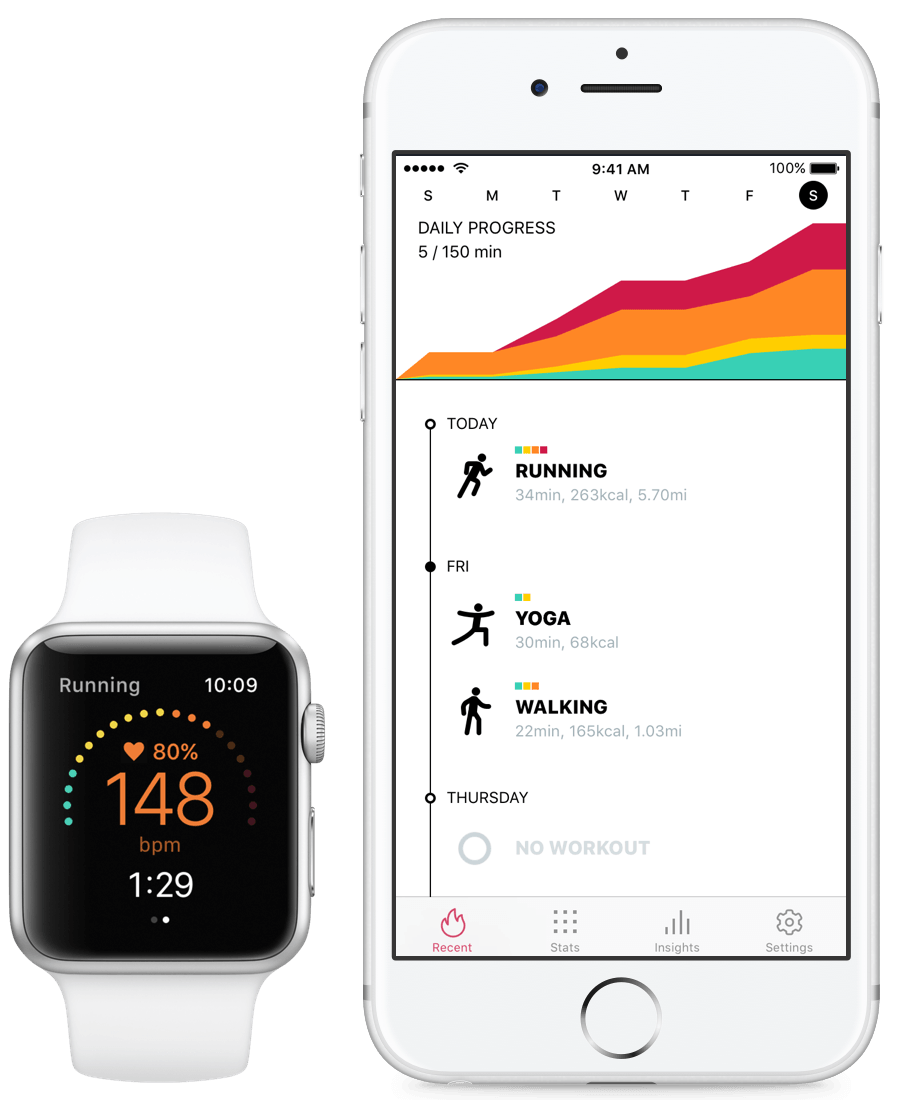 Running 10:09
80%
148
bpm
1:29
9:41 AM 100%
S M T W T F S
DAILY PROGRESS
5 / 150 min
TODAY
RUNNING
34min, 263kcal, 5.70mi
FRI
YOGA
30min, 68kcal
WALKING
22min, 165kcal, 1.03mi
THURSDAY
NO WORKOUT
Recent Stats Insights Settings